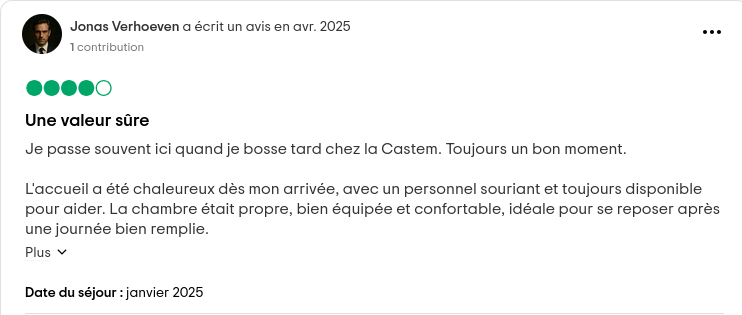 Jonas Verhoeven a écrit un avis en avr. 2025
1 contribution
Une valeur sûre
Je passe souvent ici quand je bosse tard chez la Castem. Toujours un bon moment.
L'accueil a été chaleureux dès mon arrivée, avec un personnel souriant et toujours disponible
pour aider. La chambre était propre, bien équipée et confortable, idéale pour se reposer après
une journée bien remplie.
Plus
Date du séjour : janvier 2025